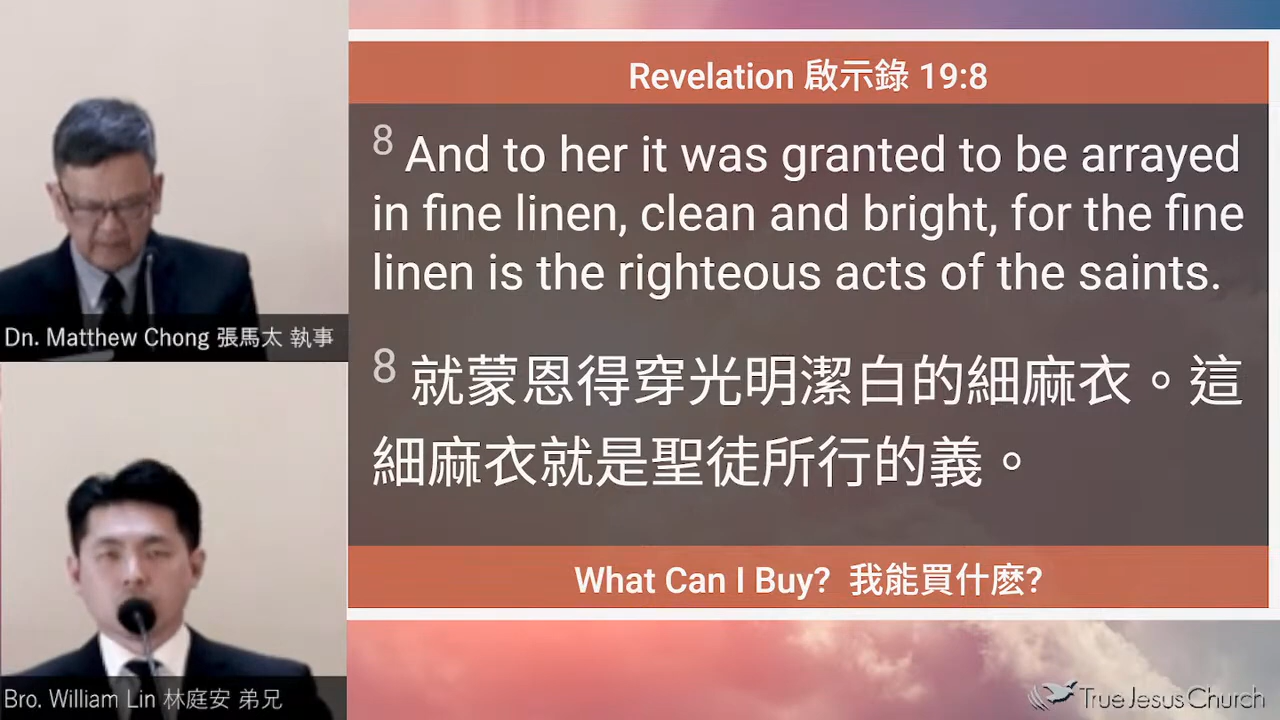 Revelation 啟示錄 19:8
8 And to her it was granted to be arrayed
in fine linen, clean and bright, for the fine
linen is the righteous acts of the saints.
8 就蒙恩得穿光明潔白的細麻衣。這
細麻衣就是聖徒所行的義。
What Can I Buy? 我能買什麽?
Dn. Matthew Chong 張馬太 執事
Bro. William Lin 林庭安 弟兄
True Jesus Church